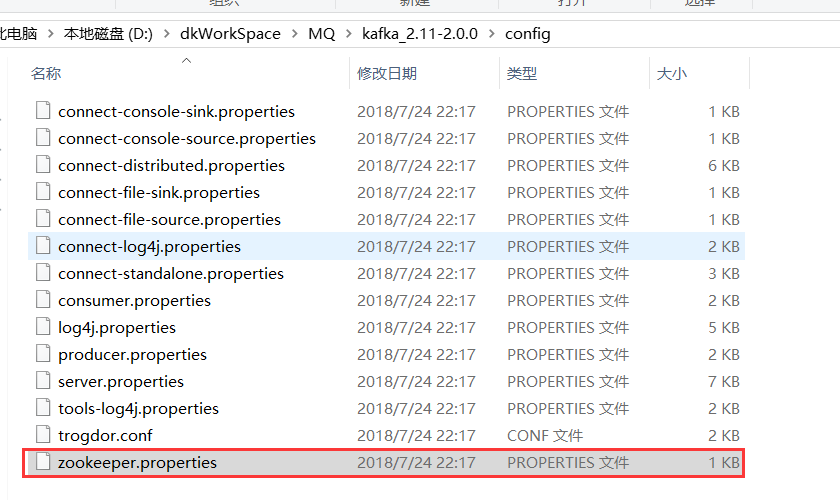 此电脑 > 本地磁盘 (D:) > dkWorkSpace > MQ > kafka_2.11-2.0.0 > config
名称 修改日期 类型 大小
connect-console-sink.properties 2018/7/24 22:17 PROPERTIES 文件 1 KB
connect-console-source.properties 2018/7/24 22:17 PROPERTIES 文件 1 KB
connect-distributed.properties 2018/7/24 22:17 PROPERTIES 文件 6 KB
connect-file-sink.properties 2018/7/24 22:17 PROPERTIES 文件 1 KB
connect-file-source.properties 2018/7/24 22:17 PROPERTIES 文件 1 KB
connect-log4j.properties 2018/7/24 22:17 PROPERTIES 文件 2 KB
connect-standalone.properties 2018/7/24 22:17 PROPERTIES 文件 3 KB
consumer.properties 2018/7/24 22:17 PROPERTIES 文件 2 KB
log4j.properties 2018/7/24 22:17 PROPERTIES 文件 5 KB
producer.properties 2018/7/24 22:17 PROPERTIES 文件 2 KB
server.properties 2018/7/24 22:17 PROPERTIES 文件 7 KB
tools-log4j.properties 2018/7/24 22:17 PROPERTIES 文件 2 KB
trogdor.conf 2018/7/24 22:17 CONF 文件 2 KB
zookeeper.properties 2018/7/24 22:17 PROPERTIES 文件 1 KB